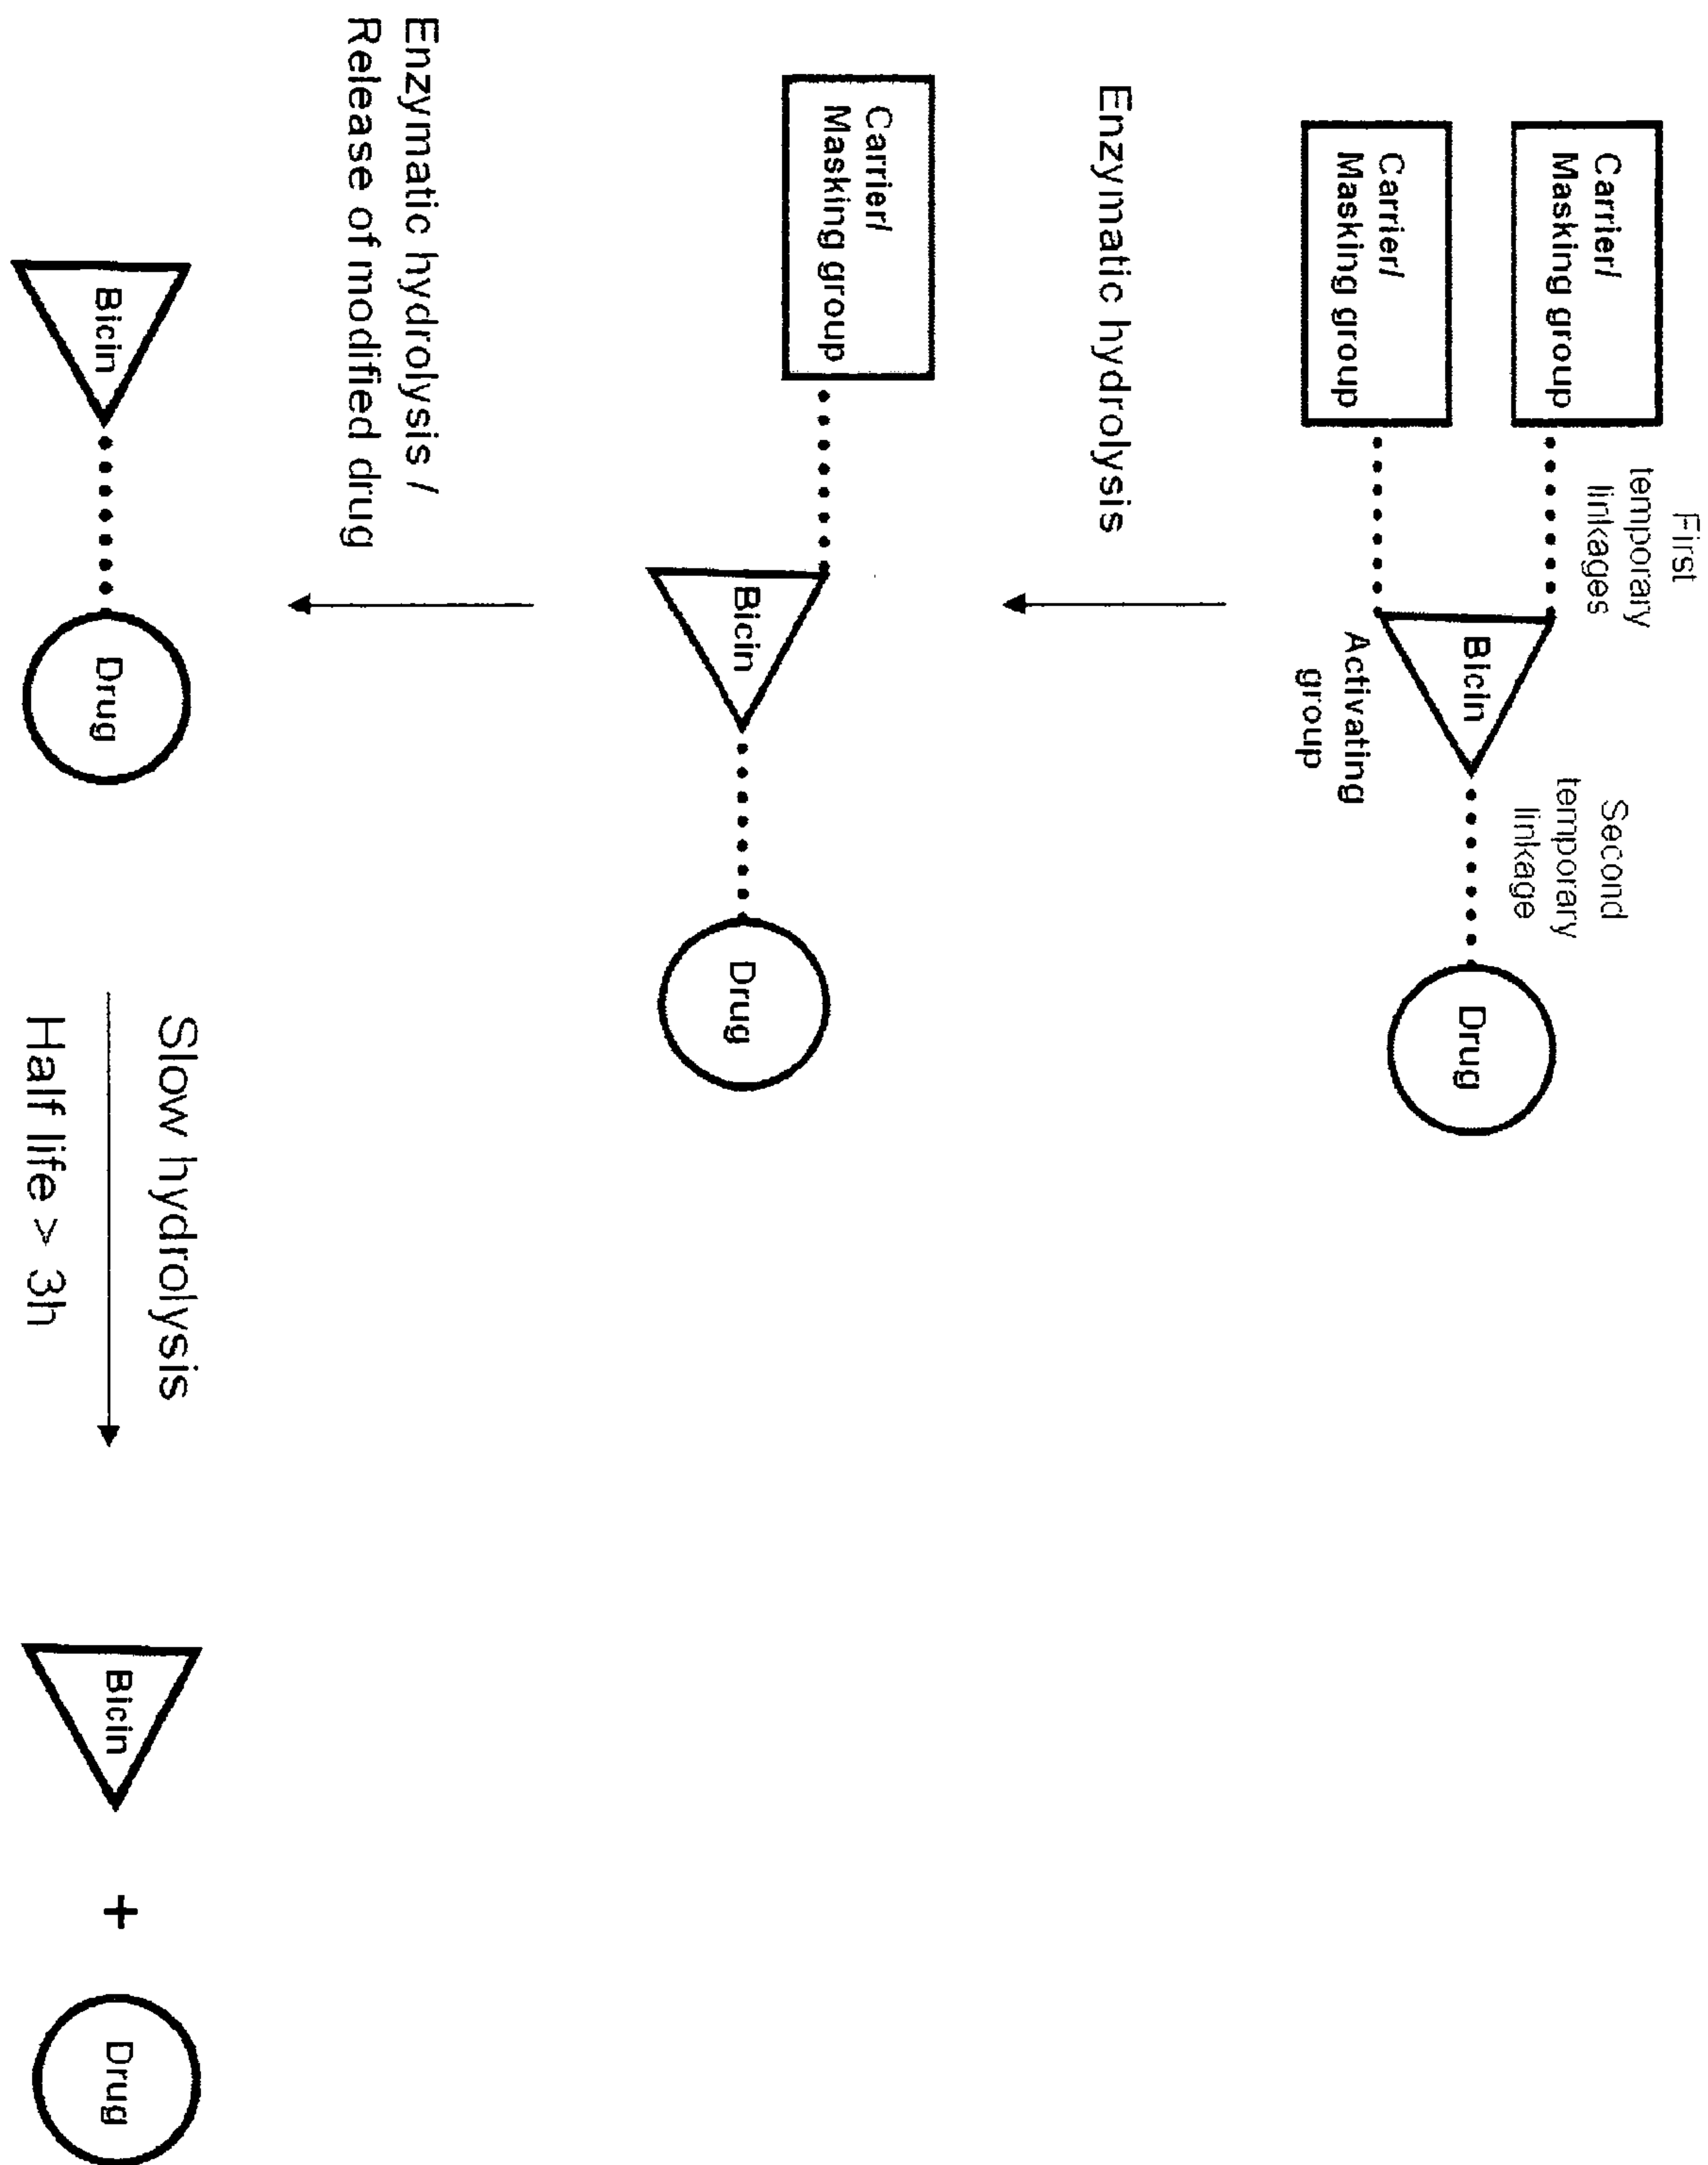 First
temporary
linkages
Second
temporary
linkage
Carrier/
Masking group
Carrier/
Masking group
Bicin
Drug
Activating
group
Enzymatic hydrolysis
Carrier/
Masking group
Bicin
Drug
Enzymatic hydrolysis /
Release of modified drug
Bicin
Drug
Slow hydrolysis
Half life > 3h
Bicin
+
Drug